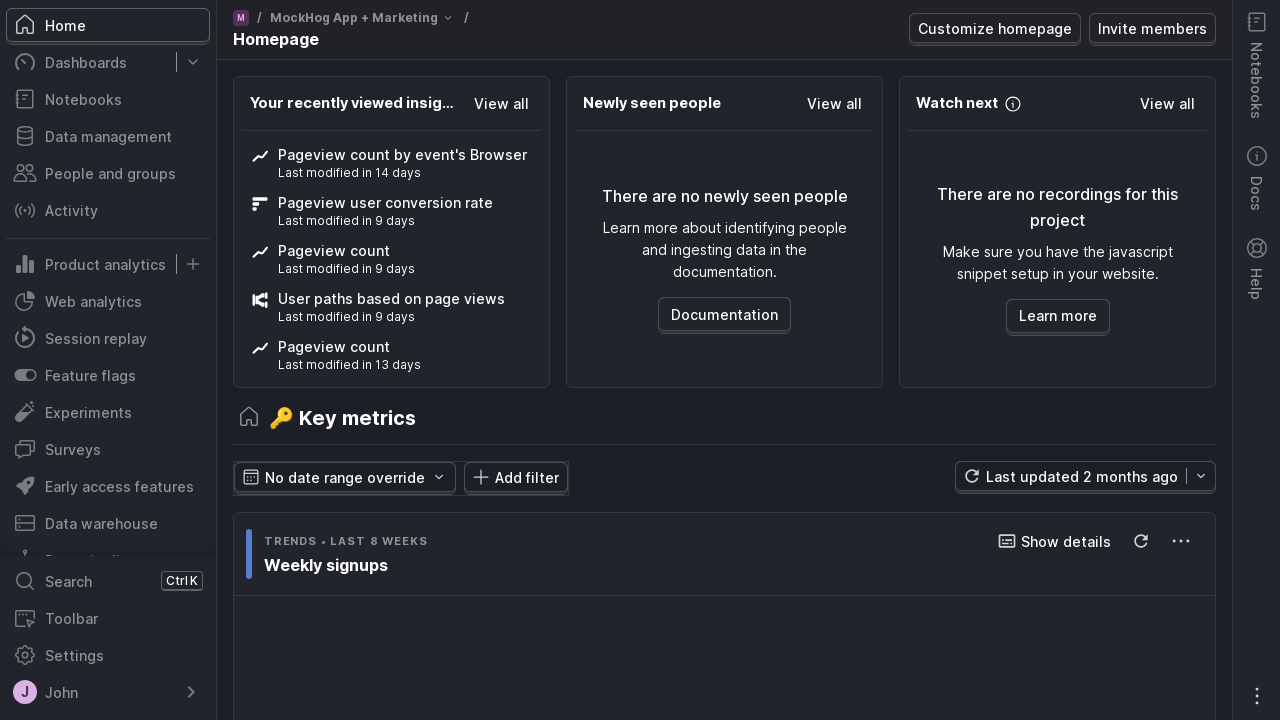 Home
Dashboards
Notebooks
Data management
People and groups
Activity
Product analytics
Web analytics
Session replay
Feature flags
Experiments
Surveys
Early access features
Data warehouse
Search
Ctrl K
Toolbar
Settings
J
John
M / MockHog App + Marketing /
Homepage
Customize homepage
Invite members
Your recently viewed insig...
View all
Pageview count by event's Browser
Last modified in 14 days
Pageview user conversion rate
Last modified in 9 days
Pageview count
Last modified in 9 days
User paths based on page views
Last modified in 9 days
Pageview count
Last modified in 13 days
Newly seen people
View all
There are no newly seen people
Learn more about identifying people
and ingesting data in the
documentation.
Documentation
Watch next
View all
There are no recordings for this
project
Make sure you have the javascript
snippet setup in your website.
Learn more
🔑 Key metrics
No date range override
Add filter
Last updated 2 months ago
TRENDS • LAST 8 WEEKS
Show details
Weekly signups
Notebooks
Docs
Help